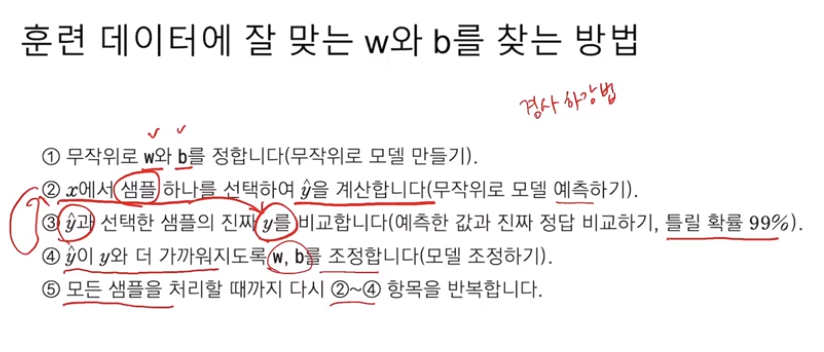 훈련 데이터에 잘 맞는 w와 b를 찾는 방법
경사 하강법
① 무작위로 w와 b를 정합니다(무작위로 모델 만들기).
② x에서 샘플 하나를 선택하여 ŷ을 계산합니다(무작위로 모델 예측하기).
③ ŷ과 선택한 샘플의 진짜 y를 비교합니다(예측한 값과 진짜 정답 비교하기, 틀릴 확률 99%).
④ ŷ이 y와 더 가까워지도록 w, b를 조정합니다(모델 조정하기).
⑤ 모든 샘플을 처리할 때까지 다시 ②~④ 항목을 반복합니다.